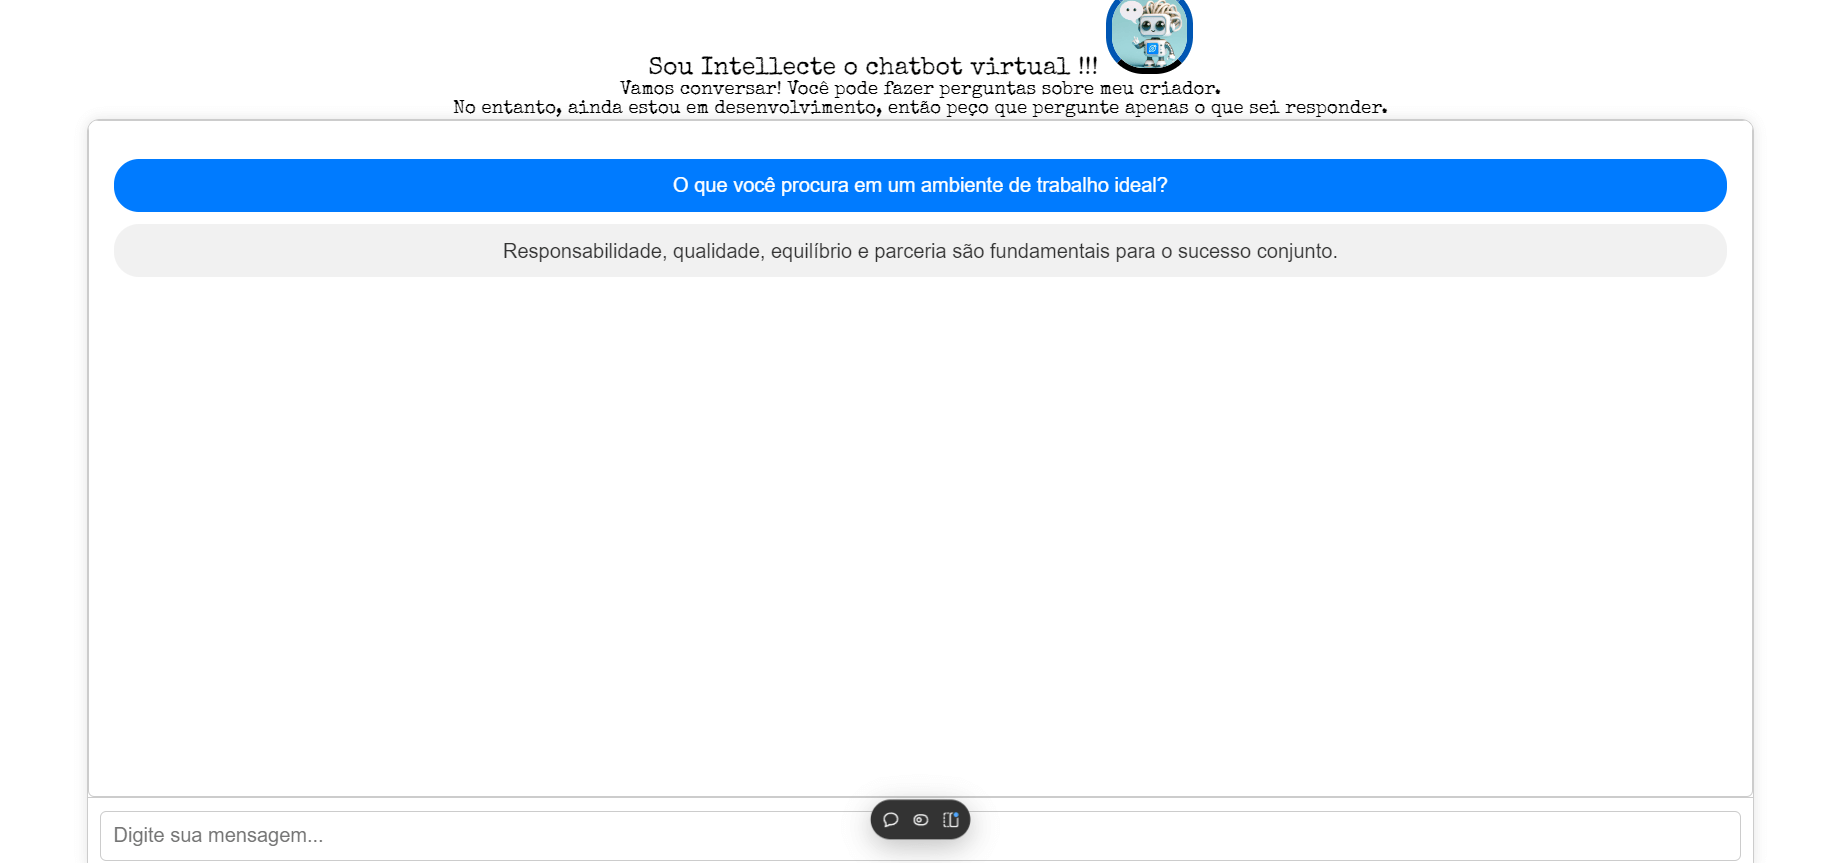 Sou Intellecte o chatbot virtual !!!
Vamos conversar! Você pode fazer perguntas sobre meu criador.
No entanto, ainda estou em desenvolvimento, então peço que pergunte apenas o que sei responder.
O que você procura em um ambiente de trabalho ideal?
Responsabilidade, qualidade, equilíbrio e parceria são fundamentais para o sucesso conjunto.
Digite sua mensagem...